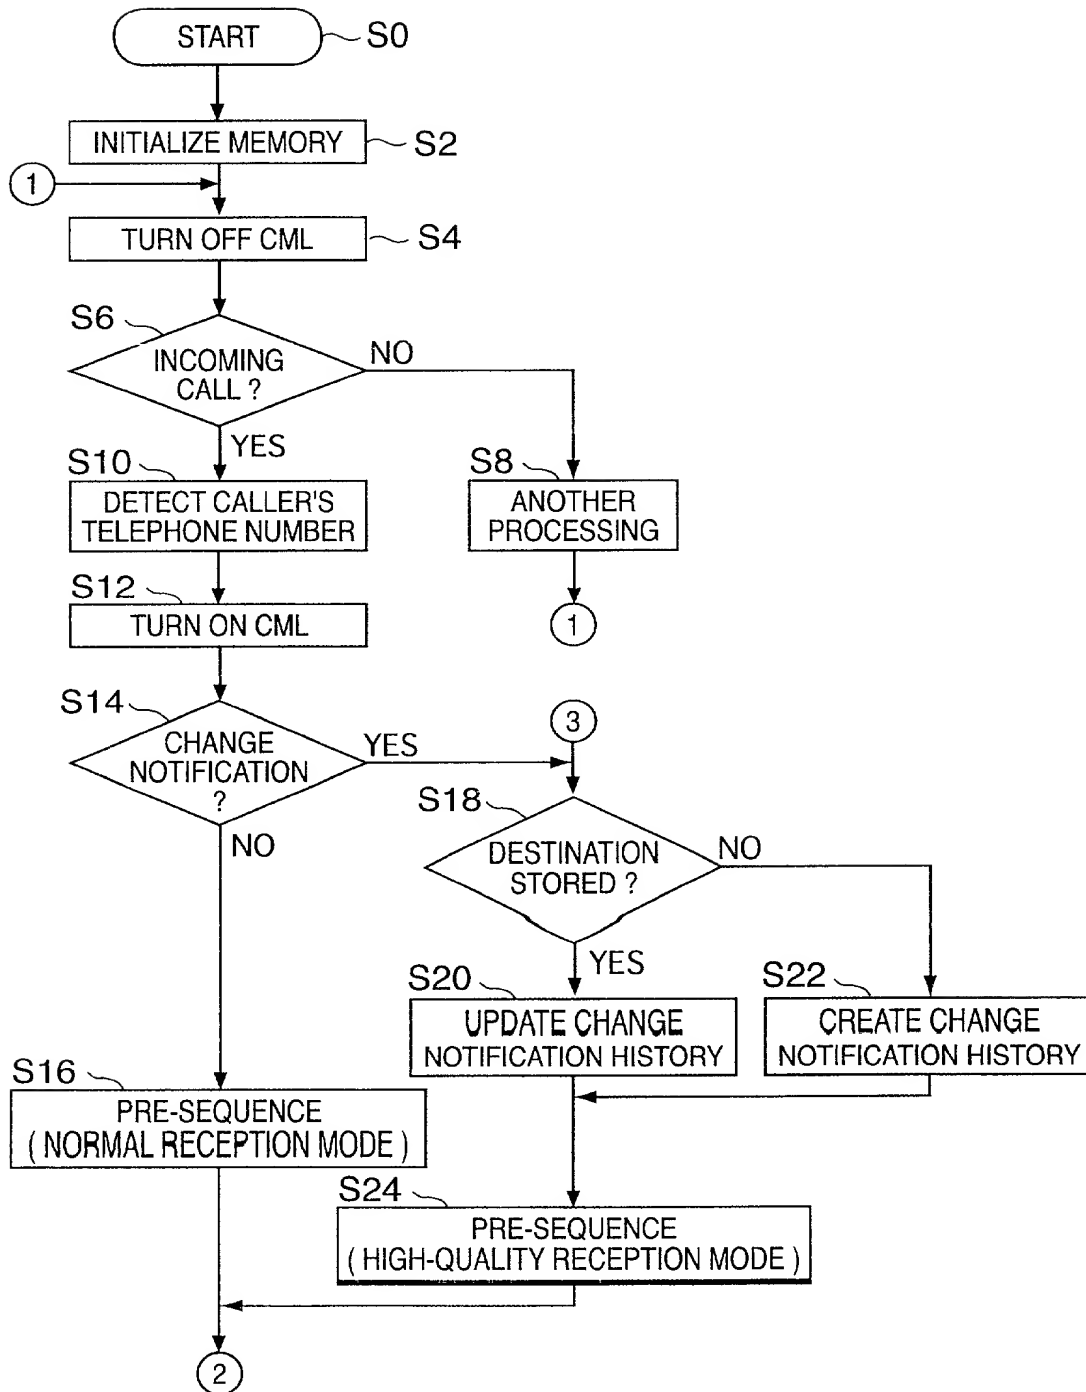 START
S0
INITIALIZE MEMORY
S2
1
TURN OFF CML
S4
S6
INCOMING
CALL ?
NO
YES
S10
DETECT CALLER'S
TELEPHONE NUMBER
S8
ANOTHER
PROCESSING
S12
TURN ON CML
1
S14
CHANGE
NOTIFICATION
?
YES
NO
3
S18
DESTINATION
STORED ?
NO
YES
S20
UPDATE CHANGE
NOTIFICATION HISTORY
S22
CREATE CHANGE
NOTIFICATION HISTORY
S16
PRE-SEQUENCE
( NORMAL RECEPTION MODE )
S24
PRE-SEQUENCE
( HIGH-QUALITY RECEPTION MODE )
2